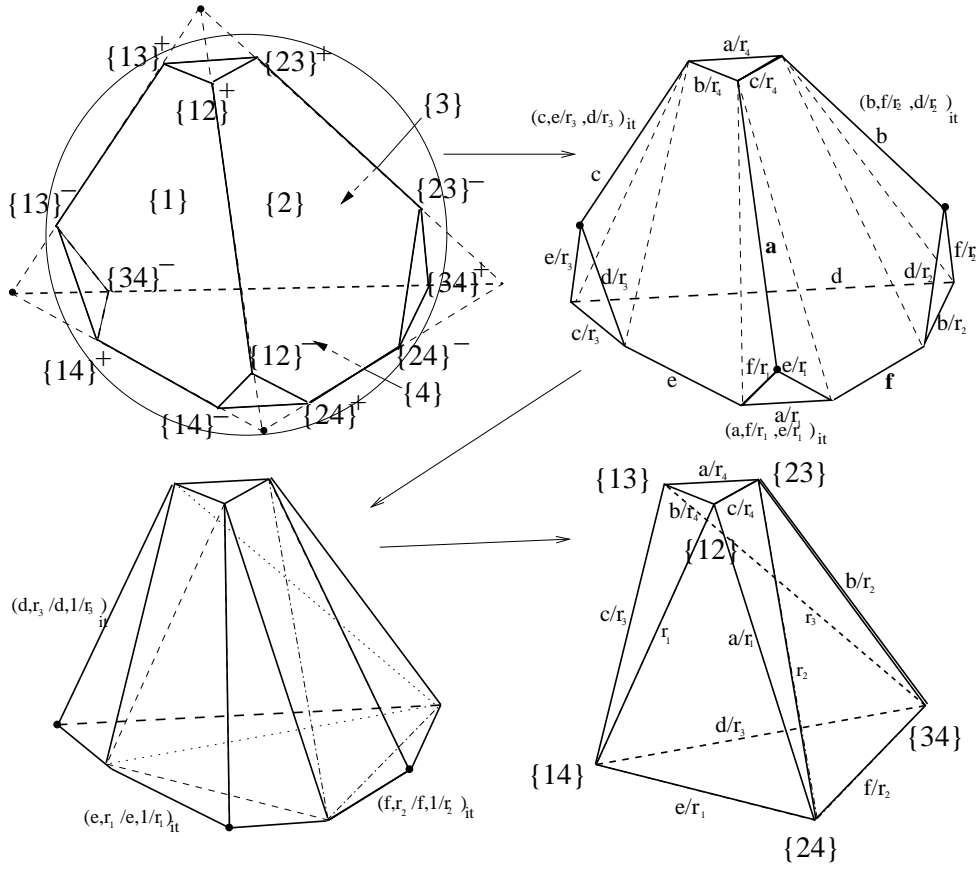 {13}+
{23}+
{12}+
{3}
{13}−
{1}
{2}
{23}−
{34}−
{34}+
{12}−
{24}−
{14}+
{4}
{14}−
{24}+
a/r₄
b/r₄
c/r₄
(c,e/r₃ ,d/r₃ )it
(b,f/r₂ ,d/r₂ )it
b
c
a
e/r₃
d/r₃
d
d/r₂
f/r₂
c/r₃
b/r₂
e
f/r₁
e/r₁
f
a/r₁
(a,f/r₁ ,e/r₁ )it
(d,r₃ /d,1/r₃ )it
(e,r₁ /e,1/r₁ )it
(f,r₂ /f,1/r₂ )it
{13}
a/r₄
{23}
b/r₄
c/r₄
{12}
b/r₂
c/r₃
r₁
a/r₁
r₃
r₂
d/r₃
{34}
{14}
e/r₁
f/r₂
{24}